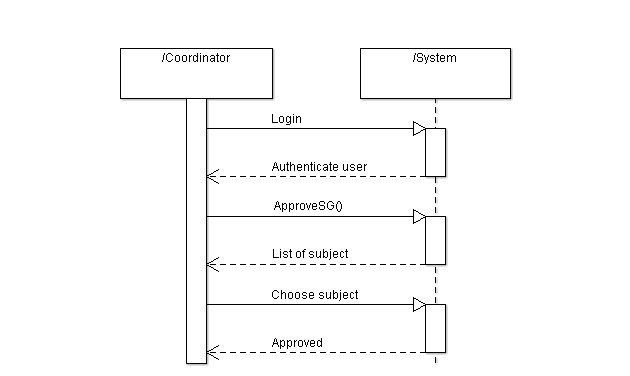 /Coordinator
/System
Login
Authenticate user
ApproveSG()
List of subject
Choose subject
Approved